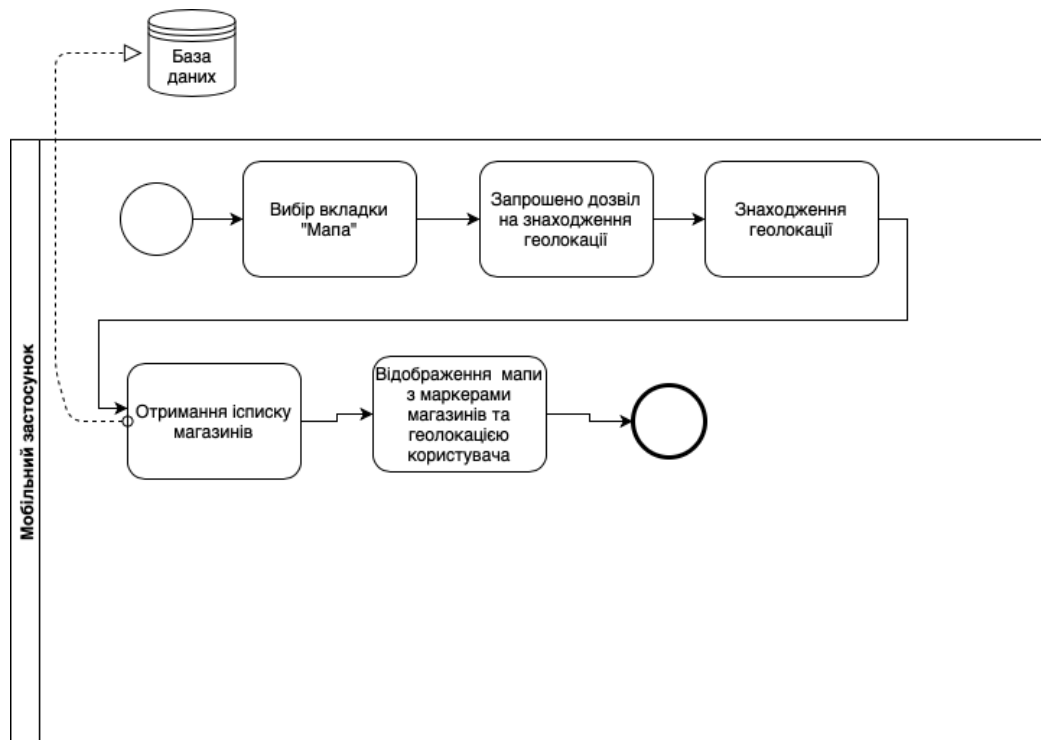 База
даних
Мобільний застосунок
Вибір вкладки
"Мапа"
Запрошено дозвіл
на знаходження
геолокації
Знаходження
геолокації
Отримання ісписку
магазинів
Відображення мапи
з маркерами
магазинів та
геолокацією
користувача